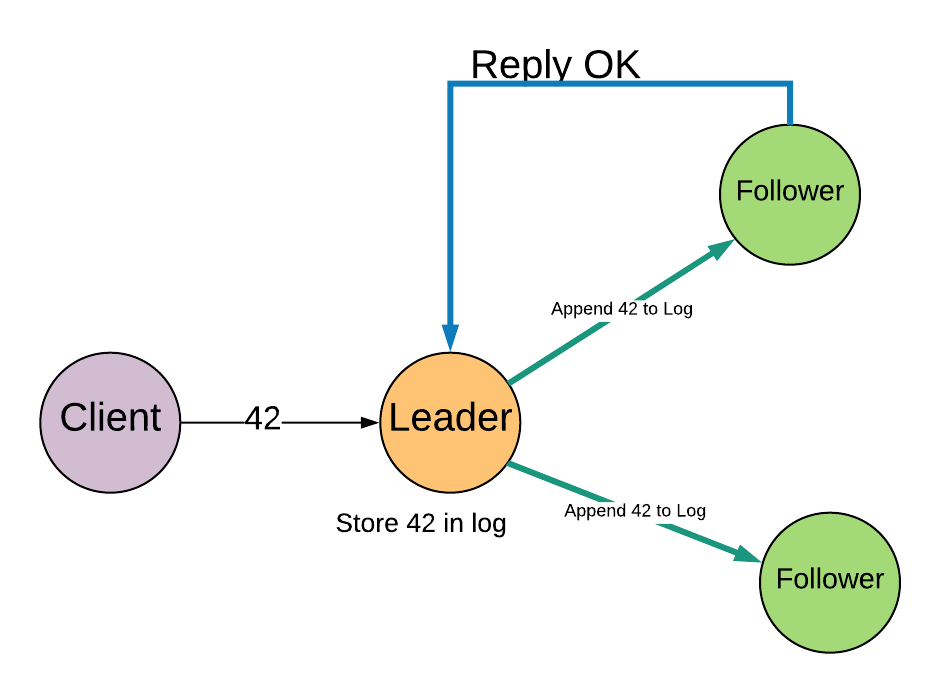 Reply OK
Follower
Append 42 to Log
Client
42
Leader
Store 42 in log
Append 42 to Log
Follower